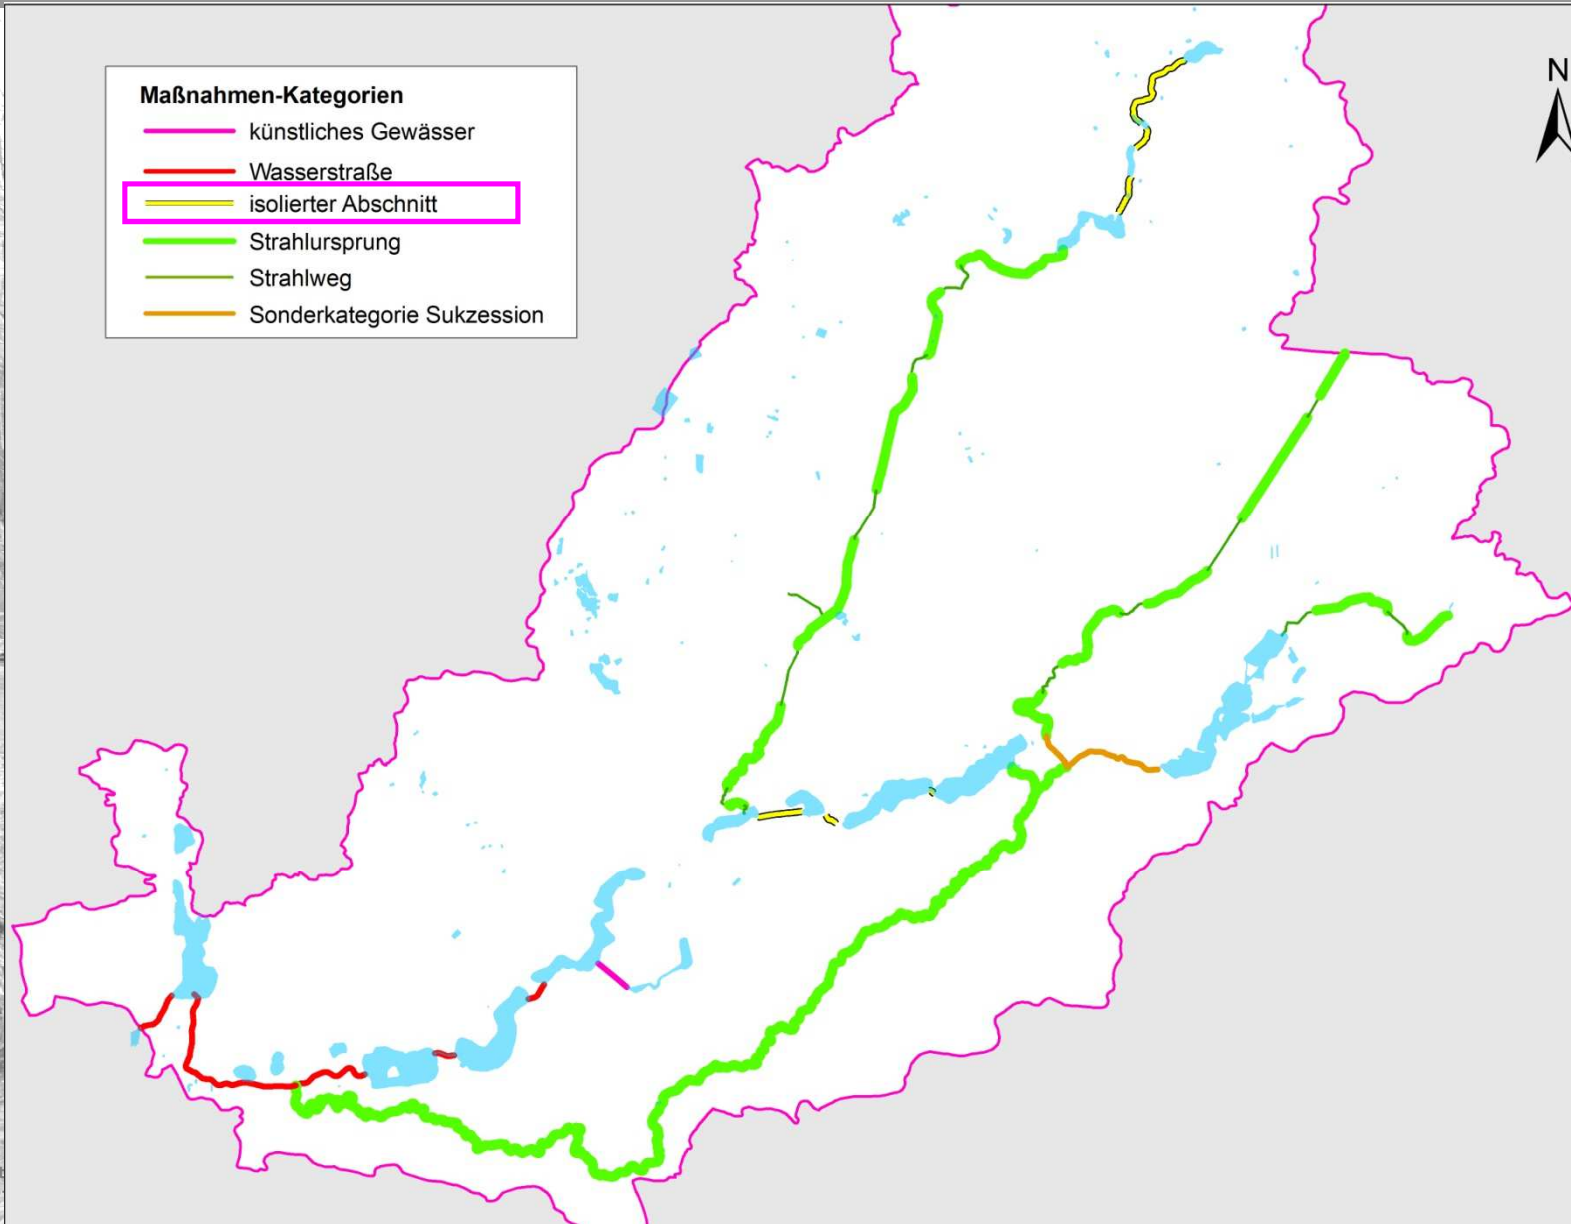 Maßnahmen-Kategorien
künstliches Gewässer
Wasserstraße
isolierter Abschnitt
Strahlursprung
Strahlweg
Sonderkategorie Sukzession
N